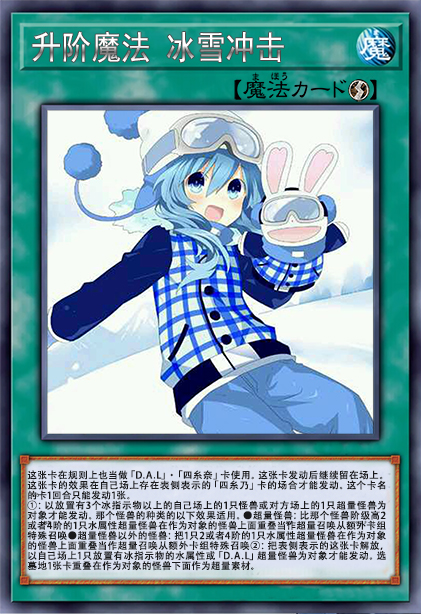 升阶魔法 冰雪冲击
魔
【魔法カード】
まほう
这张卡在规则上也当做「D.A.L」·「四糸奈」卡使用。这张卡发动后继续留在场上。
这张卡的效果在自己场上存在表侧表示的「四糸乃」卡的场合才能发动。这个卡名
的卡1回合只能发动1张。
①:以放置有3个冰指示物以上的自己场上的1只怪兽或对方场上的1只超量怪兽为
对象才能发动。那个怪兽的种类的以下效果适用。●超量怪兽:比那个怪兽阶级高2
或者4阶的1只水属性超量怪兽在作为对象的怪兽上面重叠当作超量召唤从额外卡组
特殊召唤●超量怪兽以外的怪兽:把1只2或者4阶的1只水属性超量怪兽在作为对象
的怪兽上面重叠当作超量召唤从额外卡组特殊召唤②:把表侧表示的这张卡解放,
以自己场上1只放置有冰指示物的水属性或「D.A.L」超量怪兽为对象才能发动。选
墓地1张卡重叠在作为对象的怪兽下面作为超量素材。